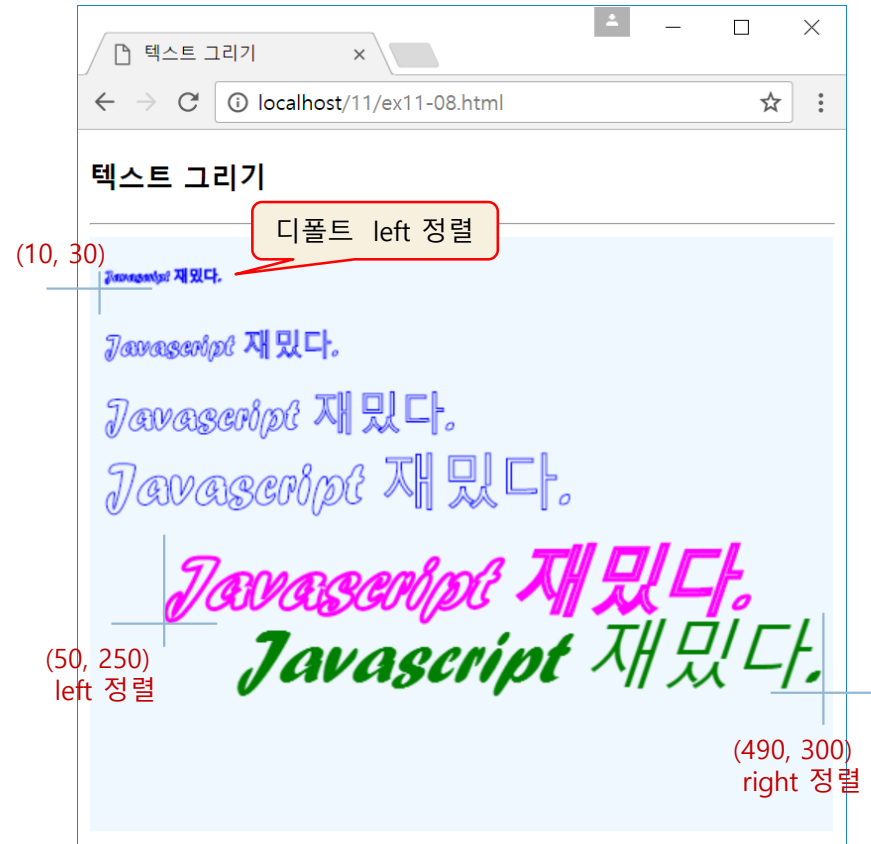 텍스트 그리기
localhost/11/ex11-08.html
텍스트 그리기
디폴트 left 정렬
(10, 30)
Javascript 재밌다.
Javascript 재밌다.
Javascript 재밌다.
Javascript 재밌다.
Javascript 재밌다.
Javascript 재밌다.
(50, 250)
left 정렬
(490, 300)
right 정렬